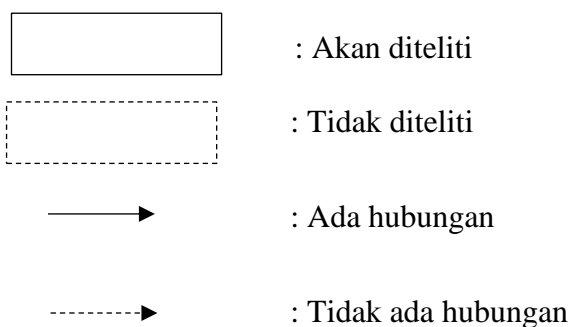 : Akan diteliti
: Tidak diteliti
: Ada hubungan
: Tidak ada hubungan